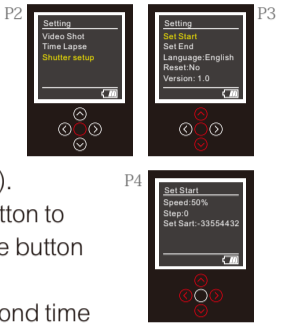 P2
Setting
Video Shot
Time Lapse
Shutter setup
P3
Setting
Set Start
Set End
Language:English
Reset:No
Version: 1.0
).
tton to
e button
ond time
P4
Set Start
Speed:50%
Step:0
Set Sart:-33554432